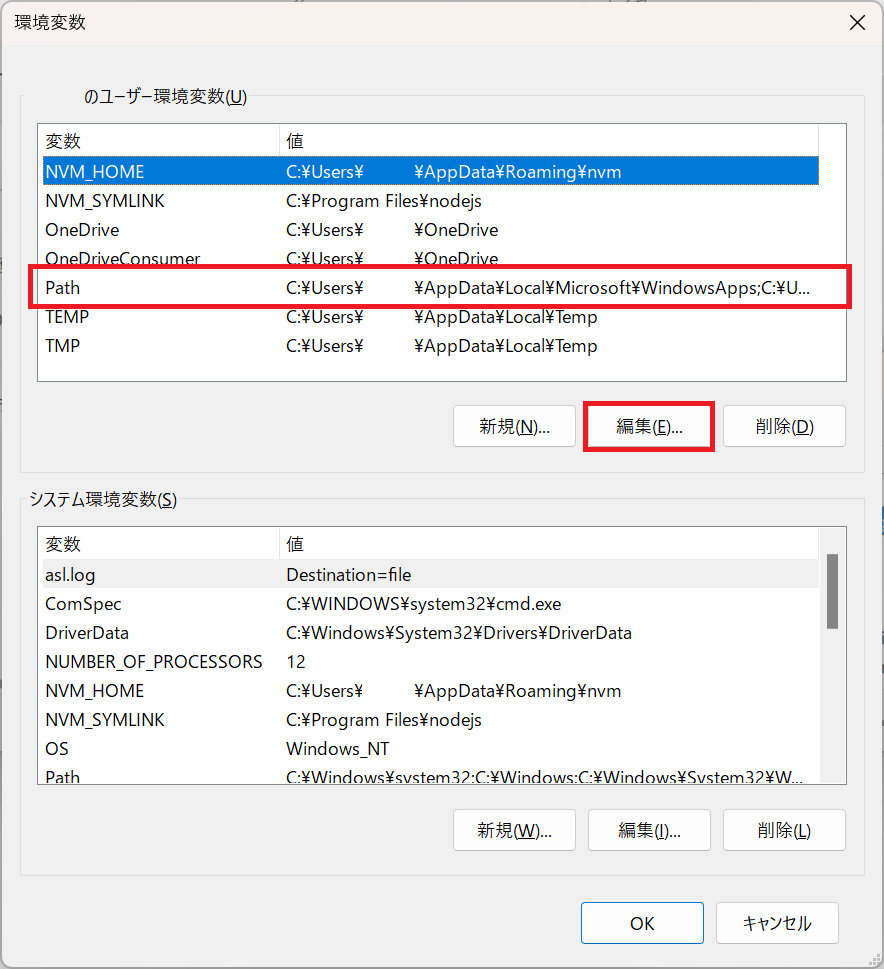 環境変数
のユーザー環境変数(U)
変数 値
NVM_HOME C:¥Users¥ ¥AppData¥Roaming¥nvm
NVM_SYMLINK C:¥Program Files¥nodejs
OneDrive C:¥Users¥ ¥OneDrive
OneDriveConsumer C:¥Users¥ ¥OneDrive
Path C:¥Users¥ ¥AppData¥Local¥Microsoft¥WindowsApps;C:¥U...
TEMP C:¥Users¥ ¥AppData¥Local¥Temp
TMP C:¥Users¥ ¥AppData¥Local¥Temp
新規(N)... 編集(E)... 削除(D)
システム環境変数(S)
変数 値
asl.log Destination=file
ComSpec C:¥WINDOWS¥system32¥cmd.exe
DriverData C:¥Windows¥System32¥Drivers¥DriverData
NUMBER_OF_PROCESSORS 12
NVM_HOME C:¥Users¥ ¥AppData¥Roaming¥nvm
NVM_SYMLINK C:¥Program Files¥nodejs
OS Windows_NT
Path C:¥Windows¥system32;C:¥Windows;C:¥Windows¥System32¥W...
新規(W)... 編集(I)... 削除(L)
OK キャンセル